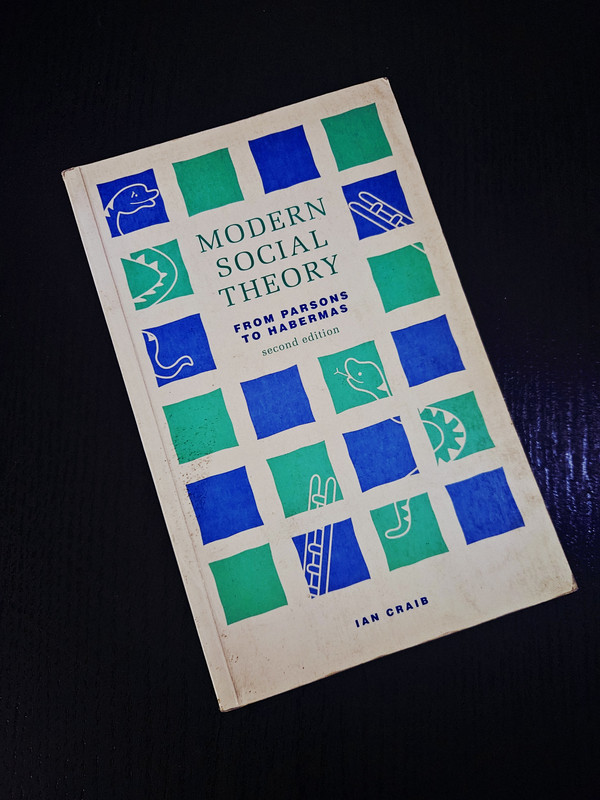 MODERN
SOCIAL
THEORY
FROM PARSONS
TO HABERMAS
second edition
IAN CRAIB